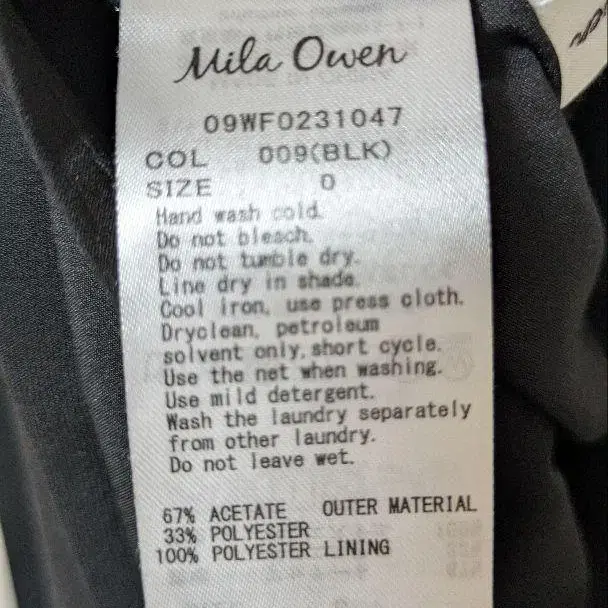 Mila Owen
09WF0231047
COL 009(BLK)
SIZE 0
Hand wash cold.
Do not bleach.
Do not tumble dry.
Line dry in shade.
Cool iron, use press cloth.
Dryclean, petroleum
solvent only, short cycle.
Use the net when washing.
Use mild detergent.
Wash the laundry separately
from other laundry.
Do not leave wet.
67% ACETATE OUTER MATERIAL
33% POLYESTER
100% POLYESTER LINING